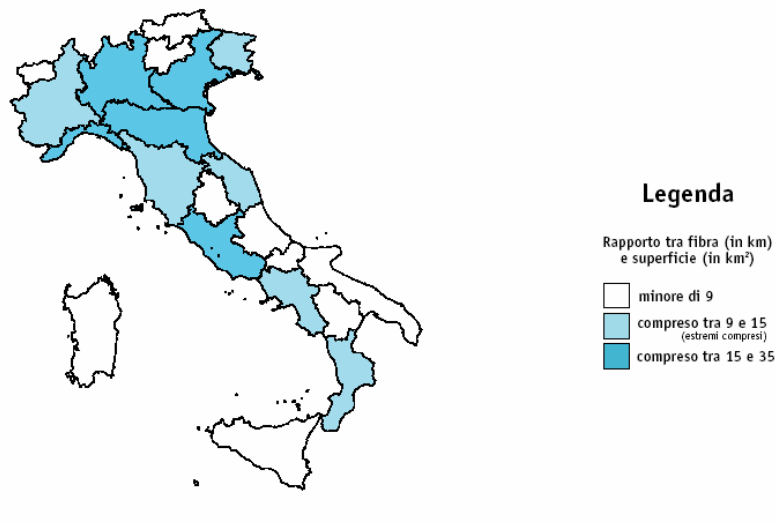 Legenda
Rapporto tra fibra (in km)
e superficie (in km²)
minore di 9
compreso tra 9 e 15
(estremi compresi)
compreso tra 15 e 35